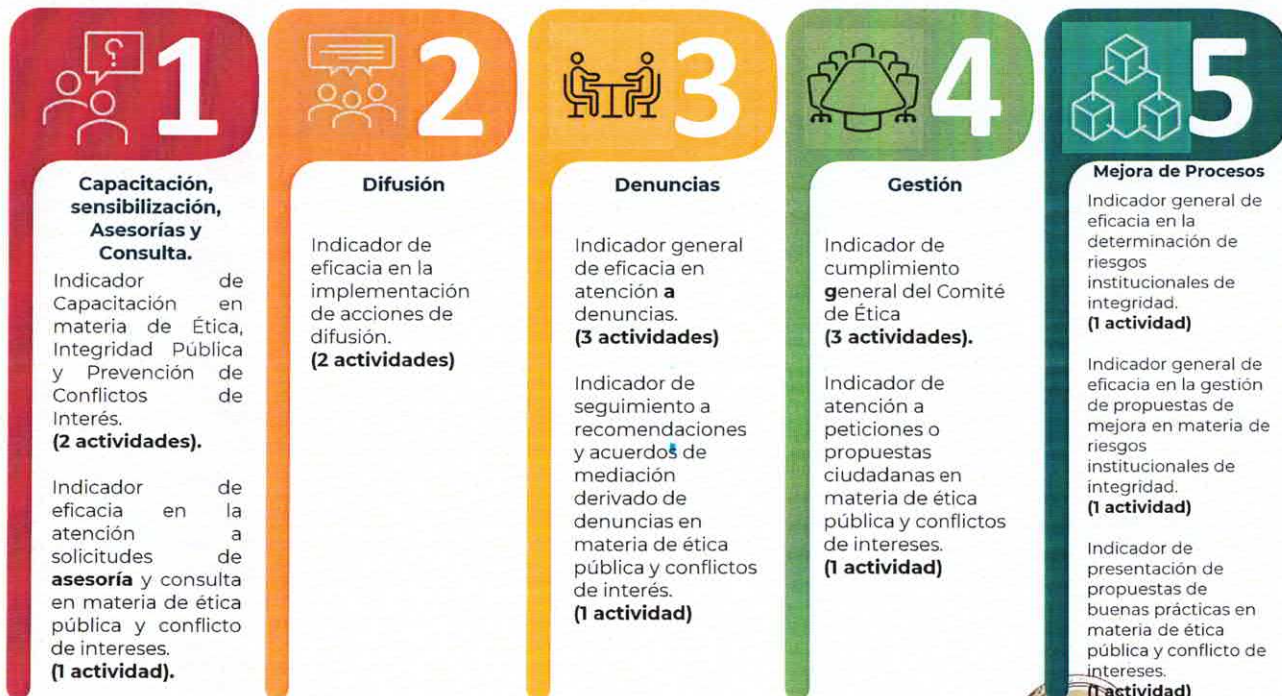 1
Capacitación,
sensibilización,
Asesorías y
Consulta.
Indicador de
Capacitación en
materia de Ética,
Integridad Pública
y Prevención de
Conflictos de
Interés.
(2 actividades).
Indicador de
eficacia en la
atención a
solicitudes de
asesoría y consulta
en materia de ética
pública y conflicto
de intereses.
(1 actividad).
2
Difusión
Indicador de
eficacia en la
implementación
de acciones de
difusión.
(2 actividades)
3
Denuncias
Indicador general
de eficacia en
atención a
denuncias.
(3 actividades)
Indicador de
seguimiento a
recomendaciones
y acuerdos de
mediación
derivado de
denuncias en
materia de ética
pública y conflictos
de interés.
(1 actividad)
4
Gestión
Indicador de
cumplimiento
general del Comité
de Ética
(3 actividades).
Indicador de
atención a
peticiones o
propuestas
ciudadanas en
materia de ética
pública y conflictos
de intereses.
(1 actividad)
5
Mejora de Procesos
Indicador general de
eficacia en la
determinación de
riesgos
institucionales de
integridad.
(1 actividad)
Indicador general de
eficacia en la gestión
de propuestas de
mejora en materia de
riesgos
institucionales de
integridad.
(1 actividad)
Indicador de
presentación de
propuestas de
buenas prácticas en
materia de ética
pública y conflicto de
intereses.
(1 actividad)